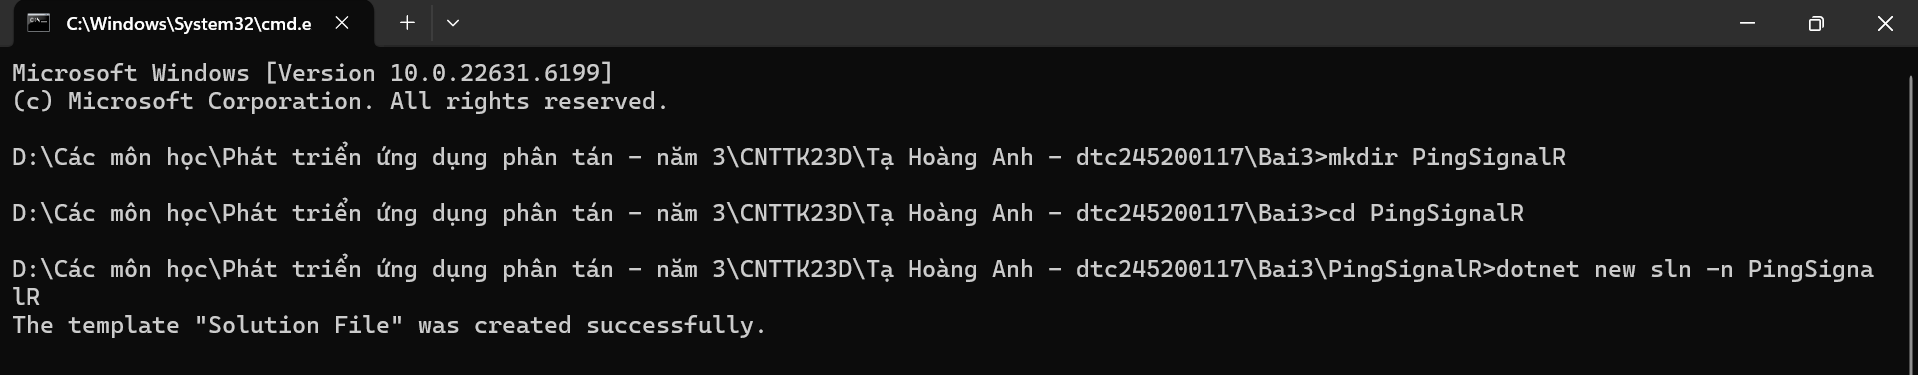 C:\Windows\System32\cmd.e
Microsoft Windows [Version 10.0.22631.6199]
(c) Microsoft Corporation. All rights reserved.
D:\Các môn học\Phát triển ứng dụng phân tán - năm 3\CNTTK23D\Tạ Hoàng Anh - dtc245200117\Bai3>mkdir PingSignalR
D:\Các môn học\Phát triển ứng dụng phân tán - năm 3\CNTTK23D\Tạ Hoàng Anh - dtc245200117\Bai3>cd PingSignalR
D:\Các môn học\Phát triển ứng dụng phân tán - năm 3\CNTTK23D\Tạ Hoàng Anh - dtc245200117\Bai3\PingSignalR>dotnet new sln -n PingSigna
lR
The template "Solution File" was created successfully.